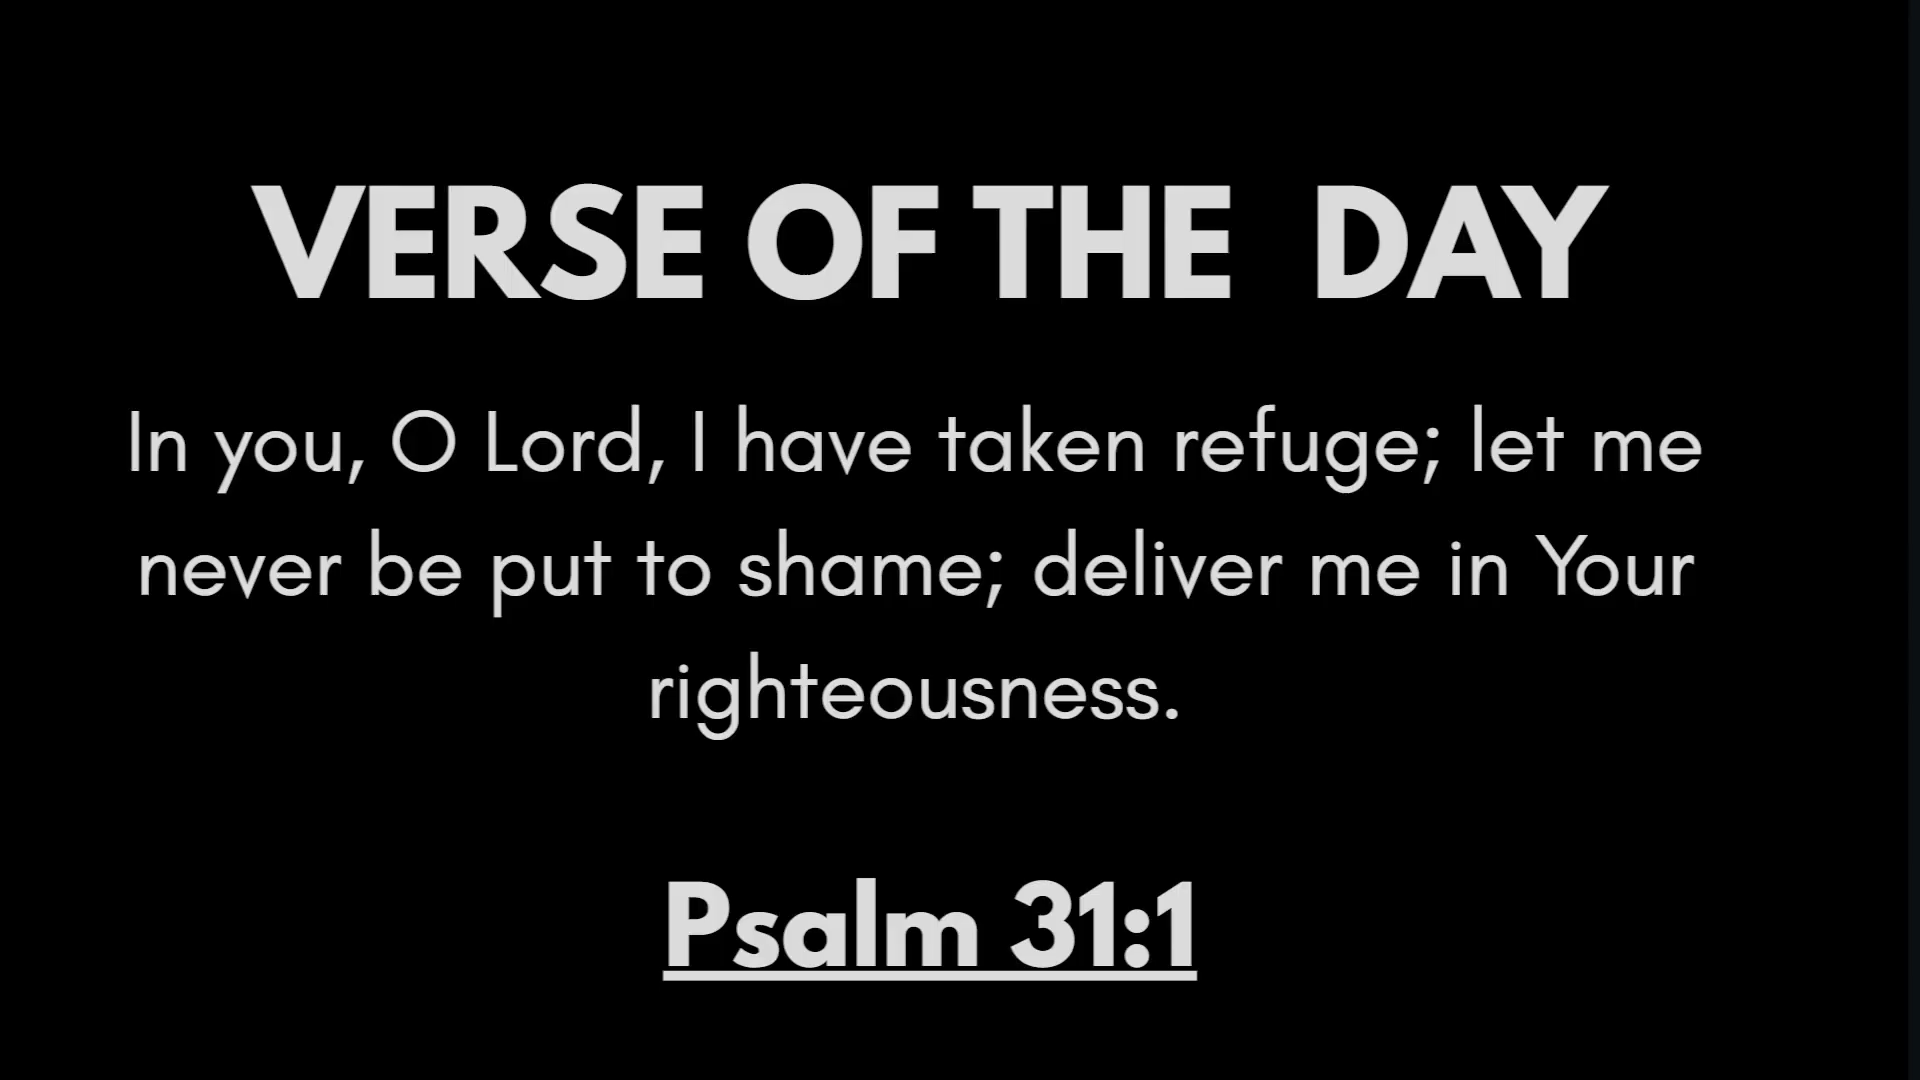 VERSE OF THE  DAY
In you, O Lord, I have taken refuge; let me
never be put to shame; deliver me in Your
righteousness.
Psalm 31:1